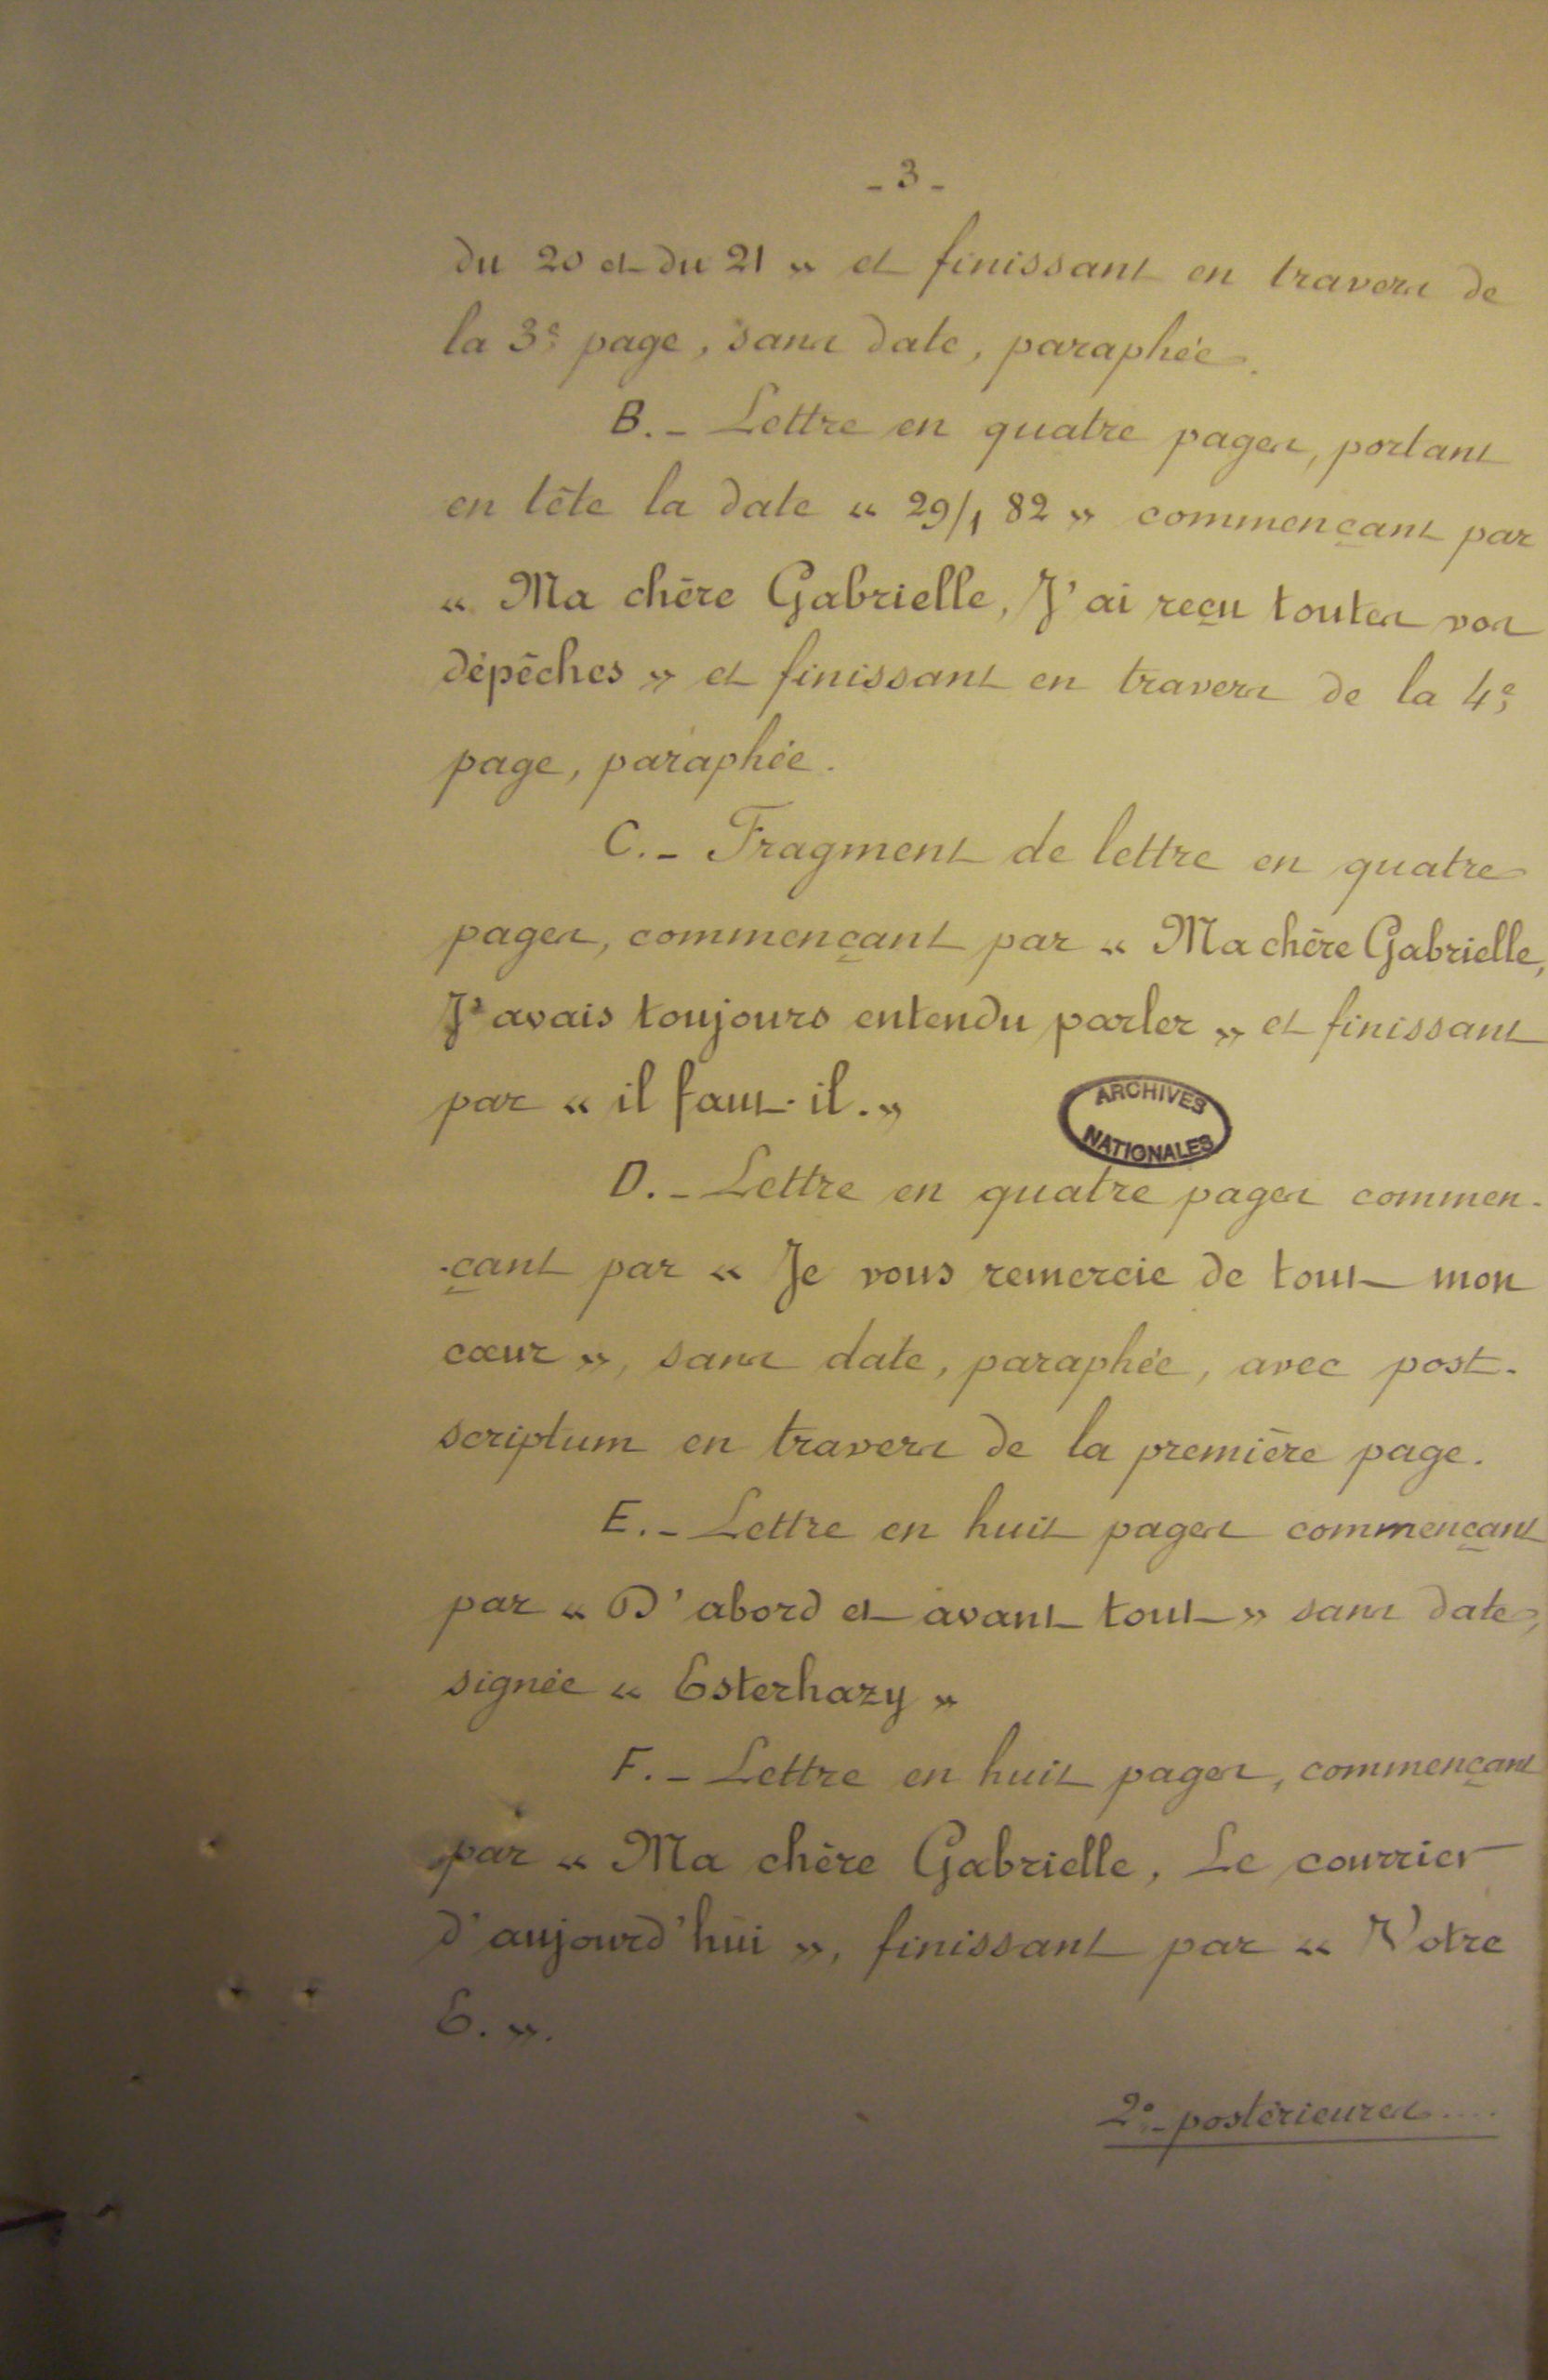 - 3 -
du 20 et du 21 » et finissant en travers de
la 3e page, sans date, paraphée.
B. - Lettre en quatre pages, portant
en tête la date « 29/1 82 » commençant par
« Ma chère Gabrielle, J'ai reçu toutes vos
dépêches » et finissant en travers de la 4e
page, paraphée.
C. - Fragment de lettre en quatre
pages, commençant par « Ma chère Gabrielle,
J'avais toujours entendu parler » et finissant
par « il faut-il. »
ARCHIVES
NATIONALES
D. - Lettre en quatre pages commen-
-çant par « Je vous remercie de tout mon
cœur », sans date, paraphée, avec post-
scriptum en travers de la première page.
E. - Lettre en huit pages commençant
par « D'abord et avant tout » sans date,
signée « Esterhazy »
F. - Lettre en huit pages, commençant
par « Ma chère Gabrielle, Le courrier
d'aujourd'hui », finissant par « Votre
E. ».
2°- postérieures....